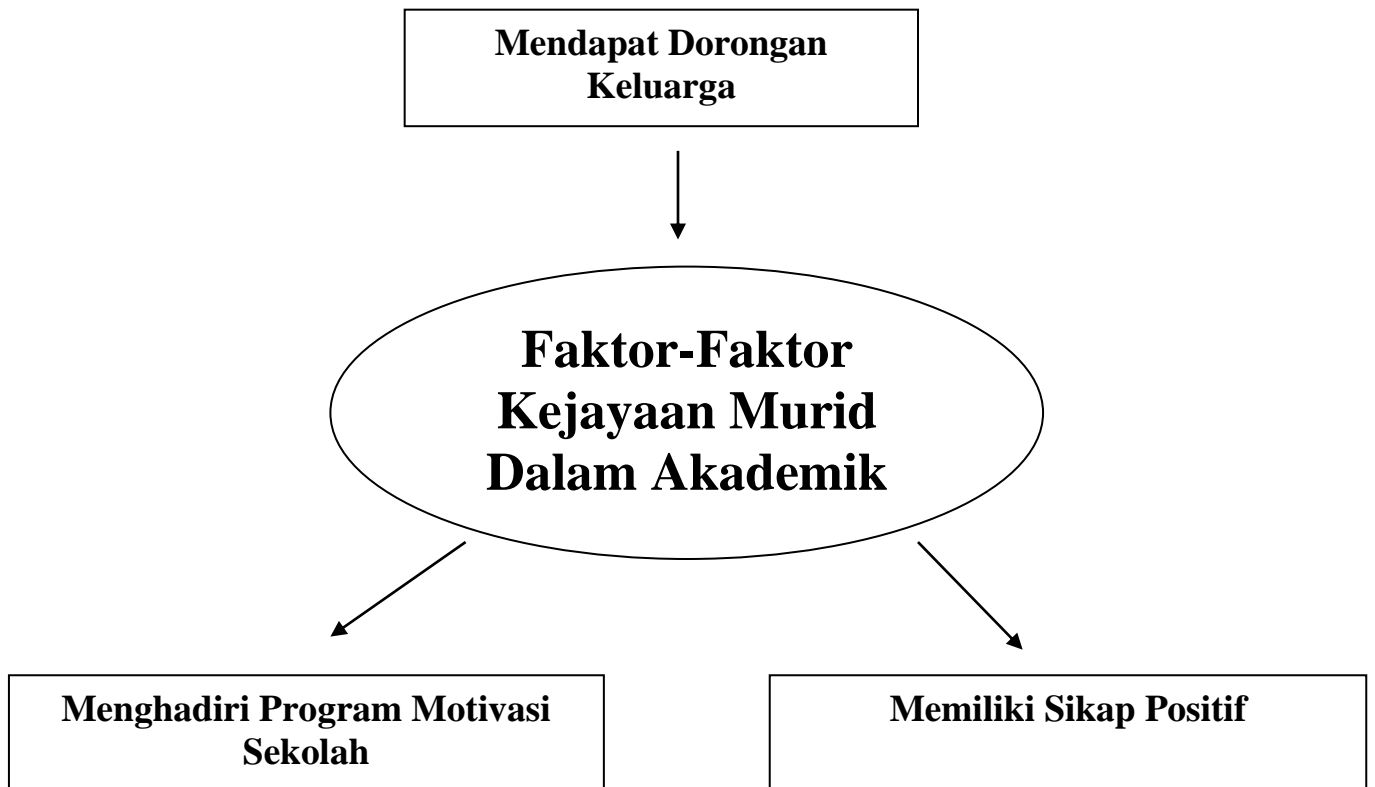 Mendapat Dorongan
Keluarga
Faktor-Faktor
Kejayaan Murid
Dalam Akademik
Menghadiri Program Motivasi
Sekolah
Memiliki Sikap Positif